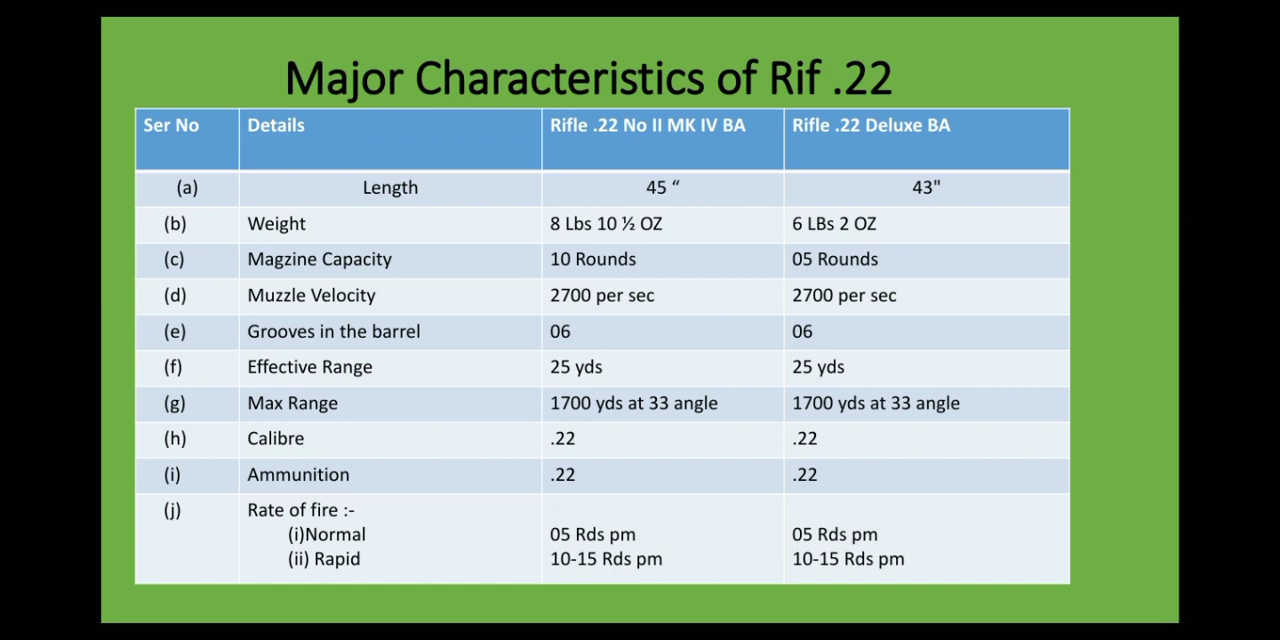 Major Characteristics of Rif .22
Ser No Details Rifle .22 No II MK IV BA Rifle .22 Deluxe BA
(a) Length 45 “ 43"
(b) Weight 8 Lbs 10 ½ OZ 6 LBs 2 OZ
(c) Magzine Capacity 10 Rounds 05 Rounds
(d) Muzzle Velocity 2700 per sec 2700 per sec
(e) Grooves in the barrel 06 06
(f) Effective Range 25 yds 25 yds
(g) Max Range 1700 yds at 33 angle 1700 yds at 33 angle
(h) Calibre .22 .22
(i) Ammunition .22 .22
(j) Rate of fire :-
(i)Normal 05 Rds pm 05 Rds pm
(ii) Rapid 10-15 Rds pm 10-15 Rds pm